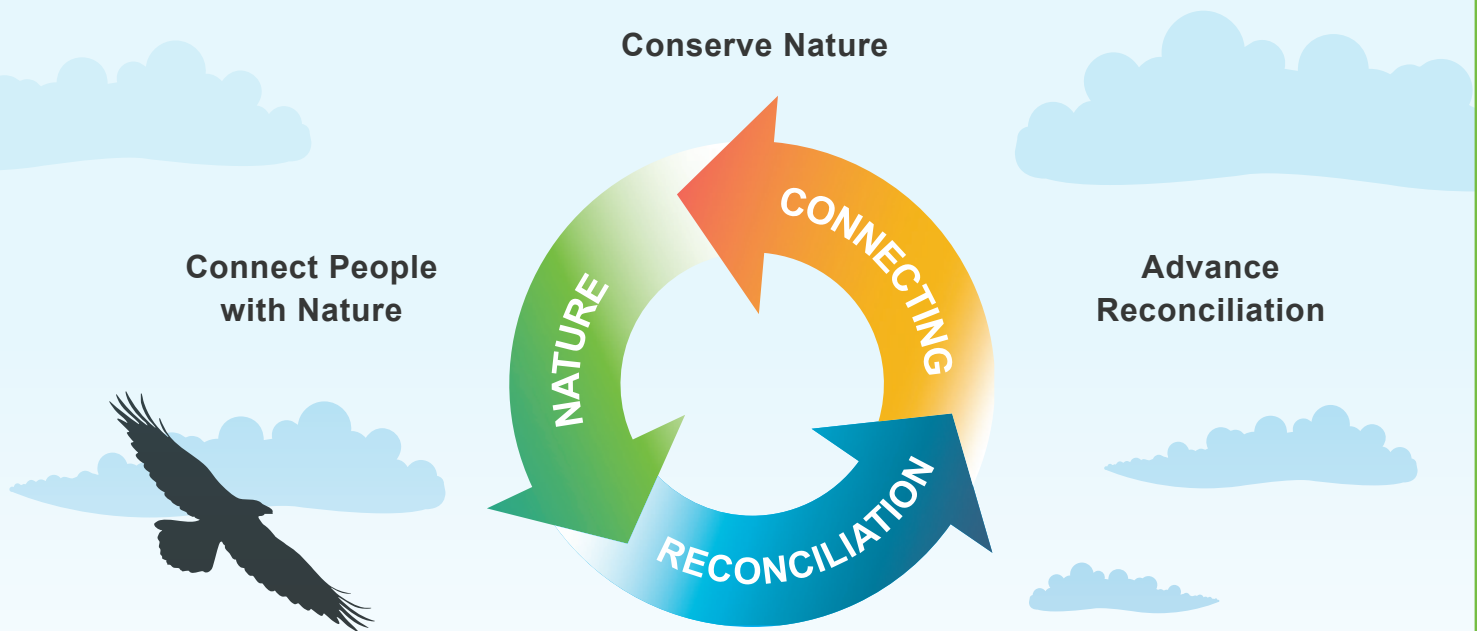 Conserve Nature
Connect People
with Nature
Advance
Reconciliation
CONNECTING
NATURE
RECONCILIATION